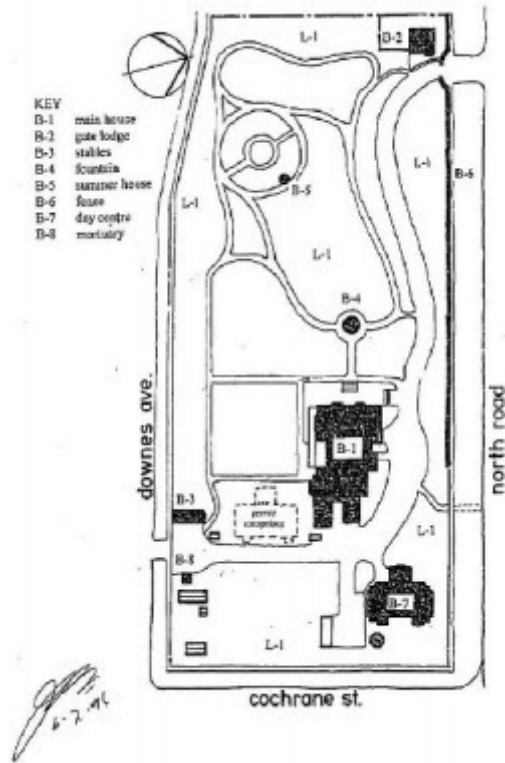 L-1
B-2
KEY
B-1 main house
B-2 gate lodge
B-3 stables
B-4 fountain
B-5 summer house
B-6 fence
B-7 day centre
B-8 mortuary
L-1
B-6
B-5
L-1
L-1
B-4
downes ave.
north road
B-1
B-3
L-1
B-8
B-7
L-1
cochrane st.
6-2-